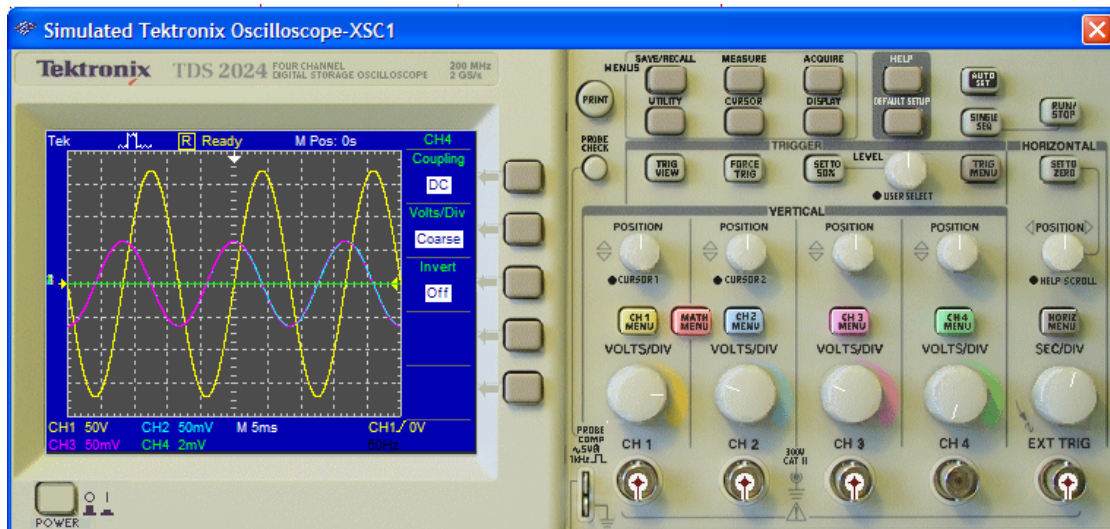 Simulated Tektronix Oscilloscope-XSC1
Tektronix TDS 2024 FOUR CHANNEL DIGITAL STORAGE OSCILLOSCOPE 200 MHz 2 GS/s
Tek R Ready M Pos: 0s CH4
Coupling
DC
Volts/Div
Coarse
Invert
Off
CH1 50V CH2 50mV M 5ms CH1 / 0V
CH3 50mV CH4 2mV 60Hz
POWER
MENUS
SAVE/RECALL MEASURE ACQUIRE
UTILITY CURSOR DISPLAY
PRINT
HELP
DEFAULT SETUP
AUTO SET
SINGLE SEQ
RUN/ STOP
PROBE CHECK
TRIGGER
TRIG VIEW
FORCE TRIG
SET TO 50%
LEVEL
USER SELECT
TRIG MENU
HORIZONTAL
SET TO ZERO
VERTICAL
POSITION POSITION POSITION POSITION POSITION
CURSOR 1 CURSOR 2 HELP SCROLL
CH 1 MENU
MATH MENU
CH 2 MENU
CH 3 MENU
CH4 MENU
HORIZ MENU
VOLTS/DIV VOLTS/DIV VOLTS/DIV VOLTS/DIV SEC/DIV
PROBE COMP
~5V@
1kHz
CH 1 CH 2 CH 3 CH 4 EXT TRIG
300V CAT II